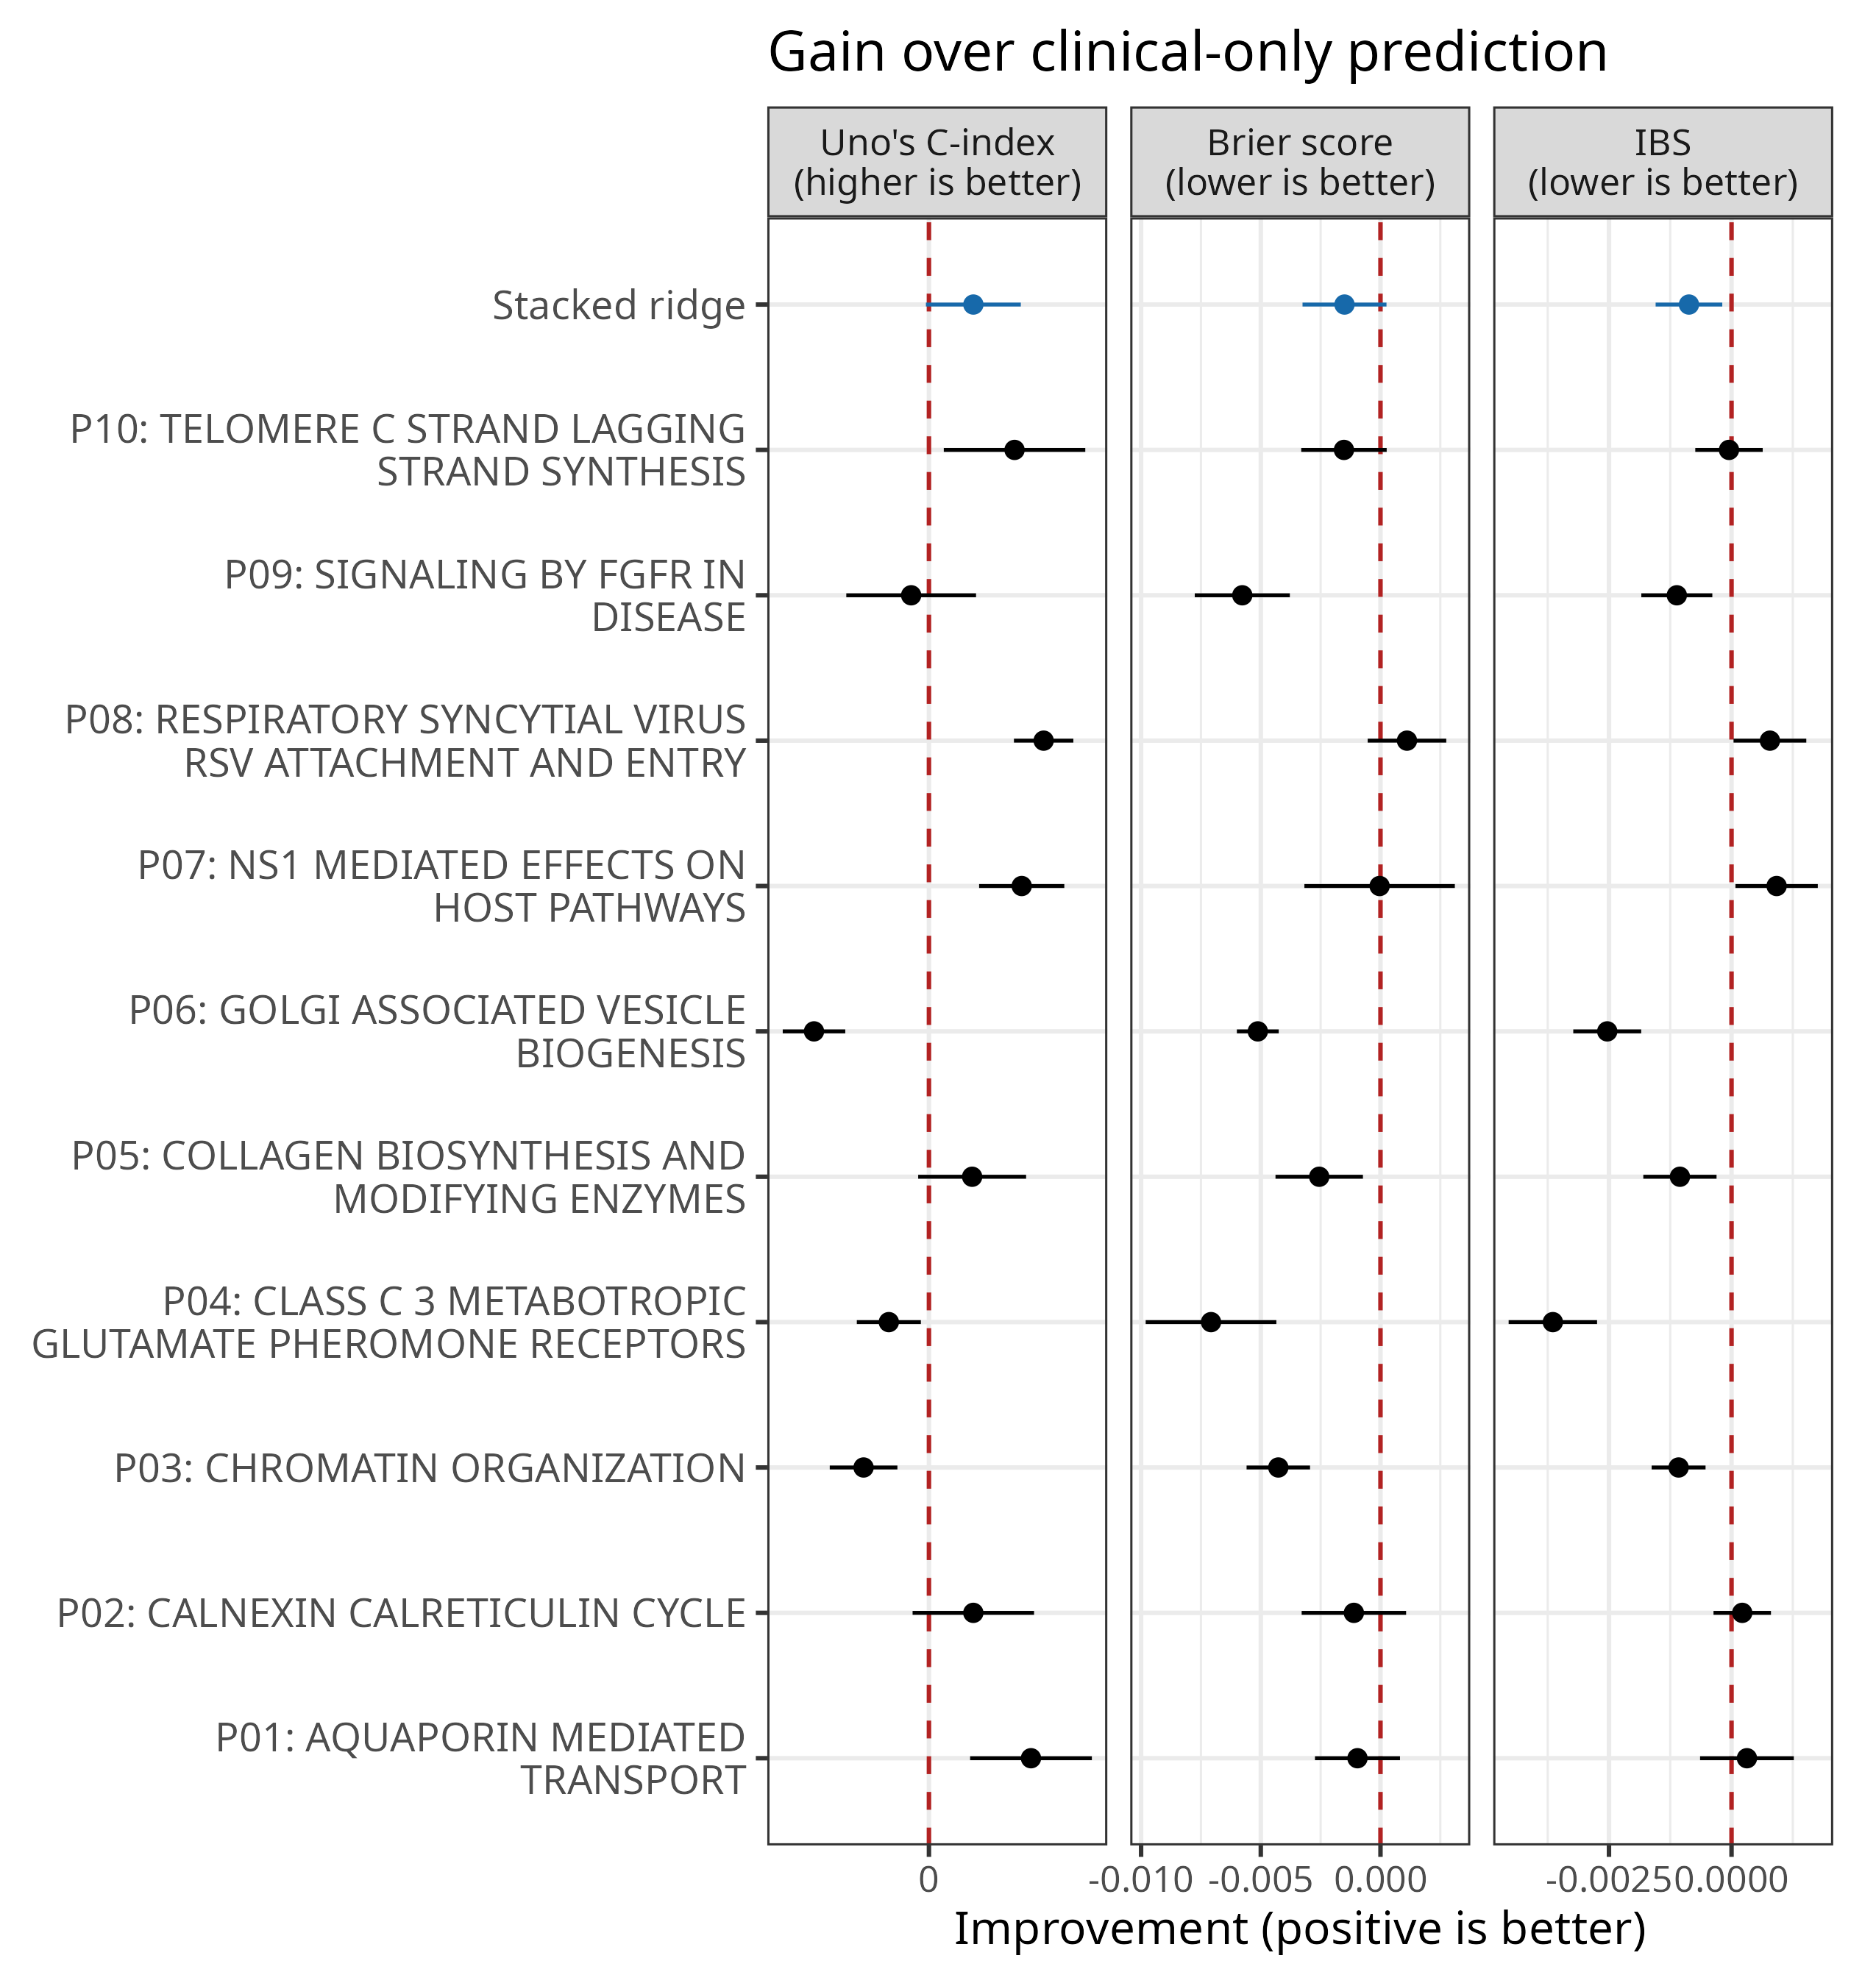 Gain over clinical-only prediction
Uno's C-index
(higher is better)
Brier score
(lower is better)
IBS
(lower is better)
Stacked ridge
P10: TELOMERE C STRAND LAGGING
STRAND SYNTHESIS
P09: SIGNALING BY FGFR IN
DISEASE
P08: RESPIRATORY SYNCYTIAL VIRUS
RSV ATTACHMENT AND ENTRY
P07: NS1 MEDIATED EFFECTS ON
HOST PATHWAYS
P06: GOLGI ASSOCIATED VESICLE
BIOGENESIS
P05: COLLAGEN BIOSYNTHESIS AND
MODIFYING ENZYMES
P04: CLASS C 3 METABOTROPIC
GLUTAMATE PHEROMONE RECEPTORS
P03: CHROMATIN ORGANIZATION
P02: CALNEXIN CALRETICULIN CYCLE
P01: AQUAPORIN MEDIATED
TRANSPORT
0
-0.010 -0.005 0.000
-0.0025 0.0000
Improvement (positive is better)